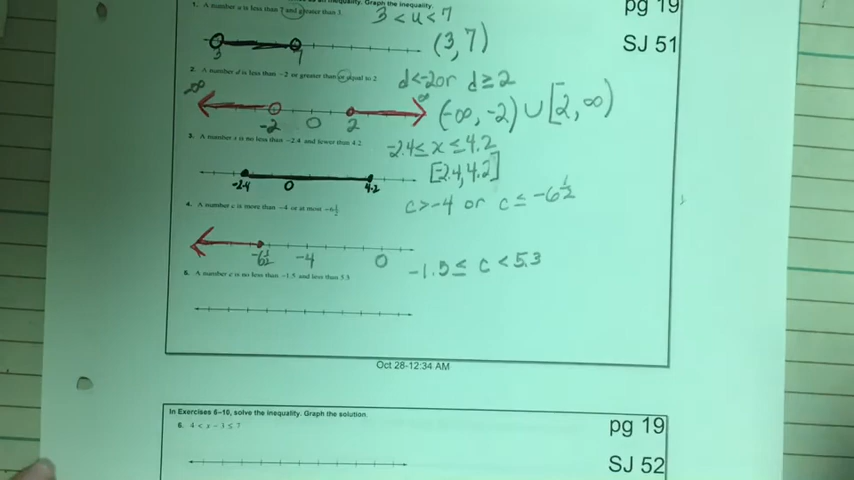 pg 19
1. A number u is less than 7 and greater than 3.
3 < u < 7
(3, 7)
SJ 51
3 7
2. A number d is less than −2 or greater than or equal to 2
d<-2 or d ≥ 2
-∞ ∞
(-∞, -2) ∪ [2, ∞)
-2 0 2
3. A number x is no less than −2.4 and fewer than 4.2
-2.4 ≤ x ≤ 4.2
[-2.4, 4.2]
-2.4 0 4.2
4. A number c is more than −4 or at most −6 1/2
c > -4 or c ≤ -6 1/2
-6 1/2 -4 0
5. A number c is no less than −1.5 and less than 5.3
-1.5 ≤ c < 5.3
Oct 28-12:34 AM
In Exercises 6–10, solve the inequality. Graph the solution.
pg 19
6. 4 < x − 3 ≤ 7
SJ 52